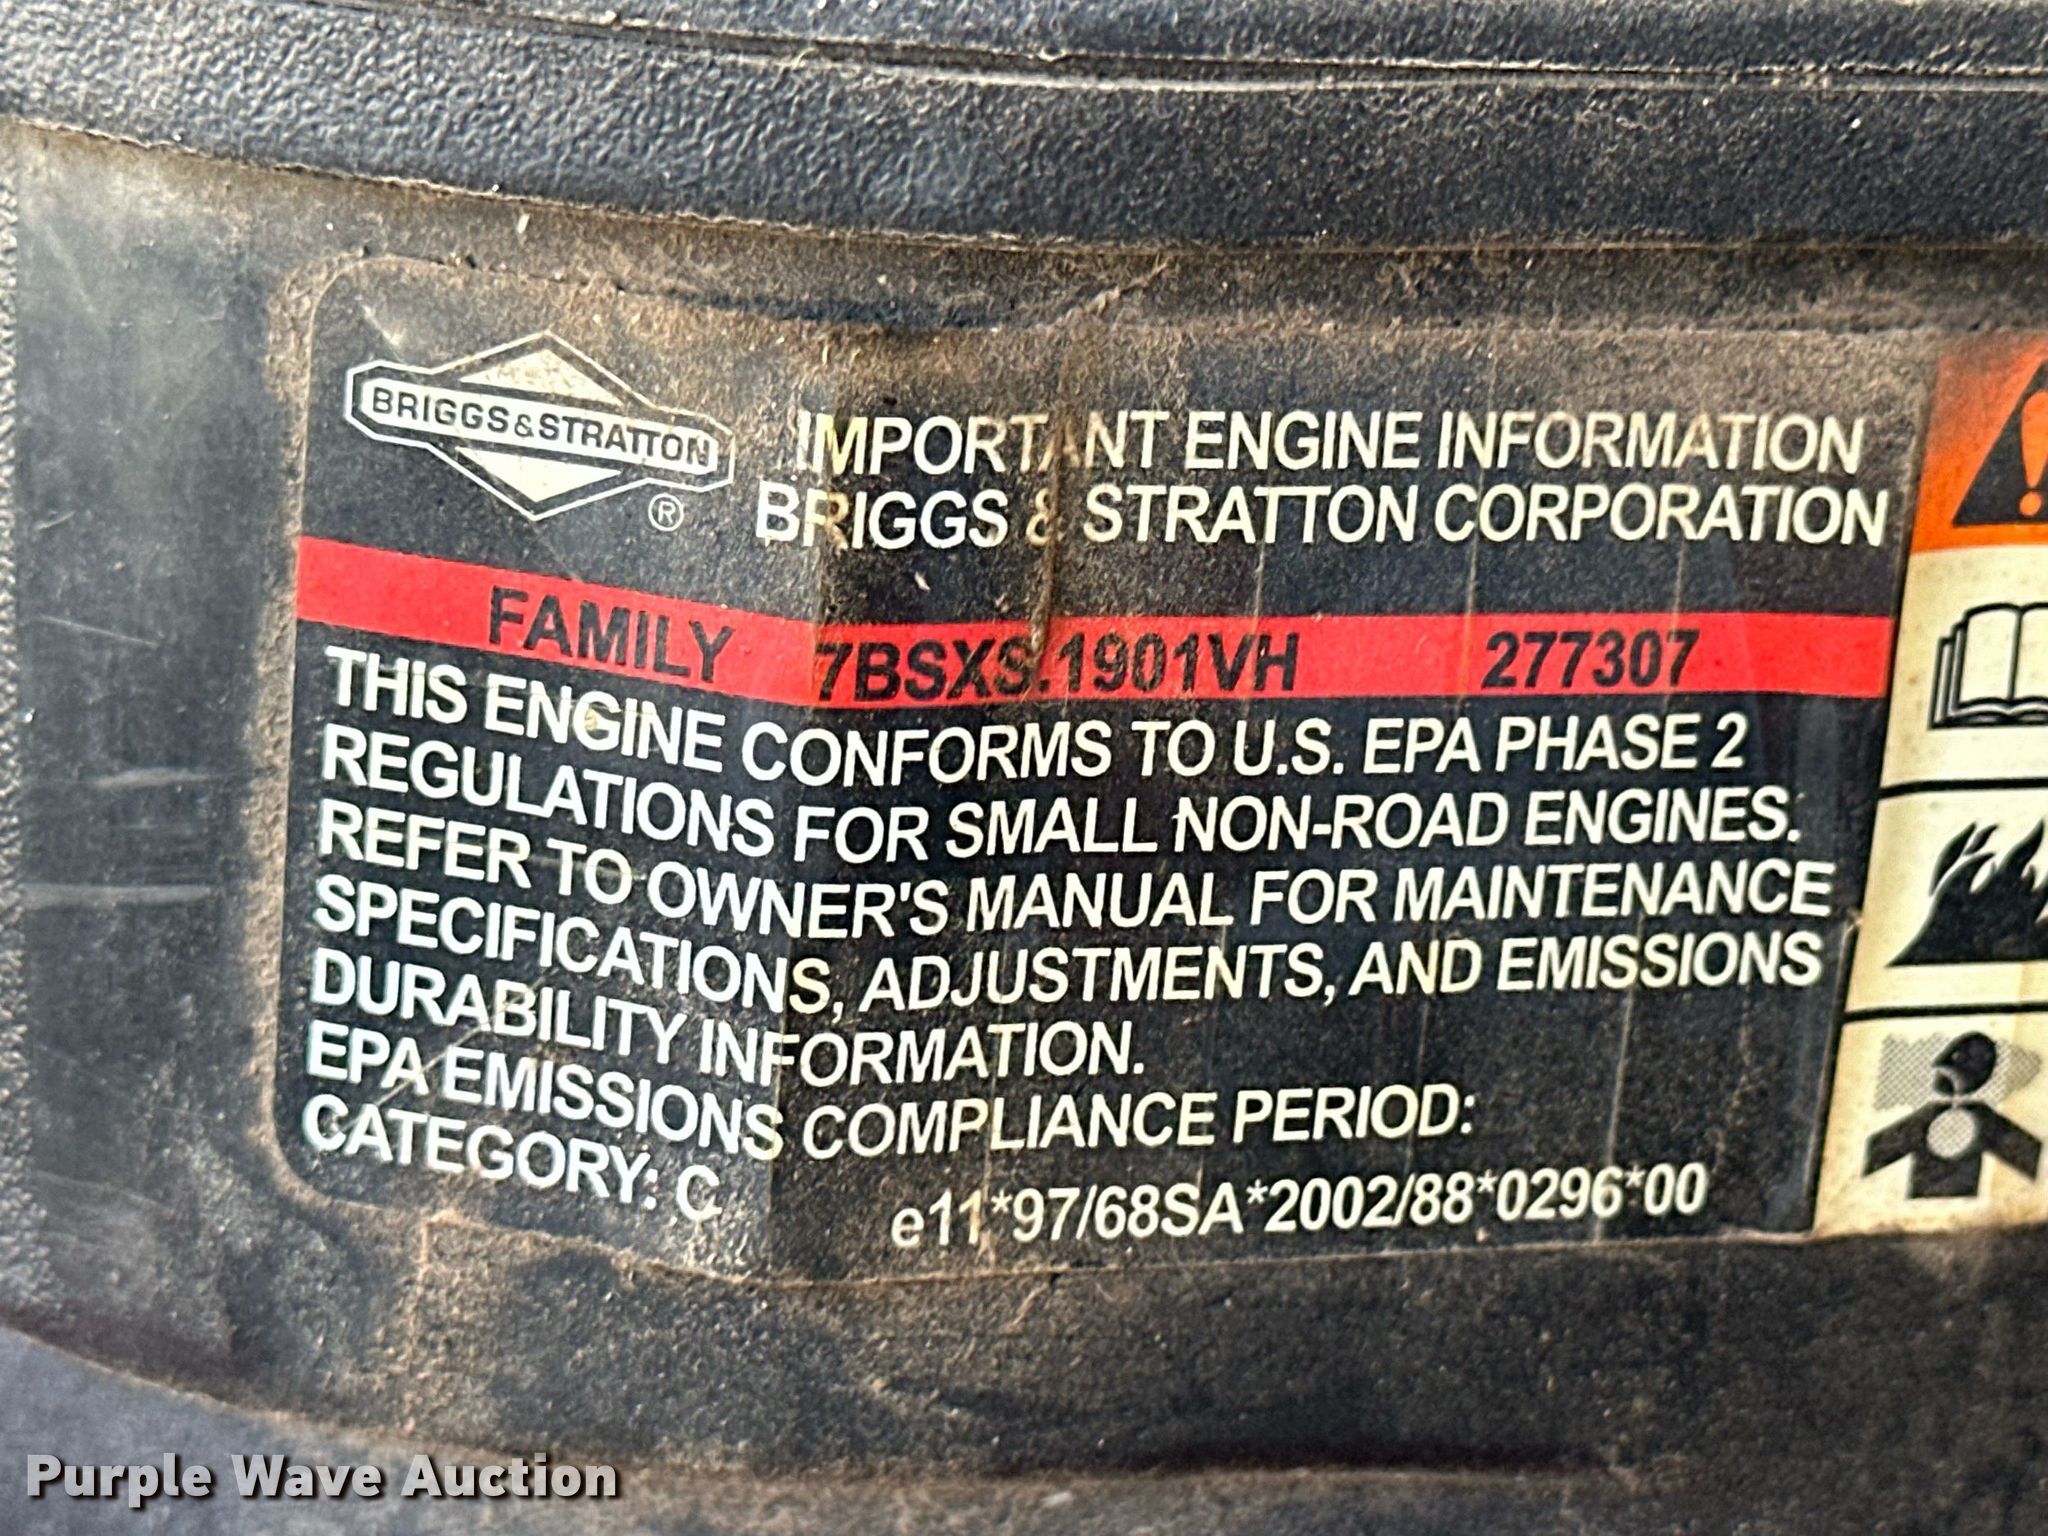 BRIGGS&STRATTON
®
IMPORTANT ENGINE INFORMATION
BRIGGS & STRATTON CORPORATION
FAMILY 7BSXS.1901VH 277307
THIS ENGINE CONFORMS TO U.S. EPA PHASE 2
REGULATIONS FOR SMALL NON-ROAD ENGINES.
REFER TO OWNER'S MANUAL FOR MAINTENANCE
SPECIFICATIONS, ADJUSTMENTS, AND EMISSIONS
DURABILITY INFORMATION.
EPA EMISSIONS COMPLIANCE PERIOD:
CATEGORY: C
e11*97/68SA*2002/88*0296*00
Purple Wave Auction